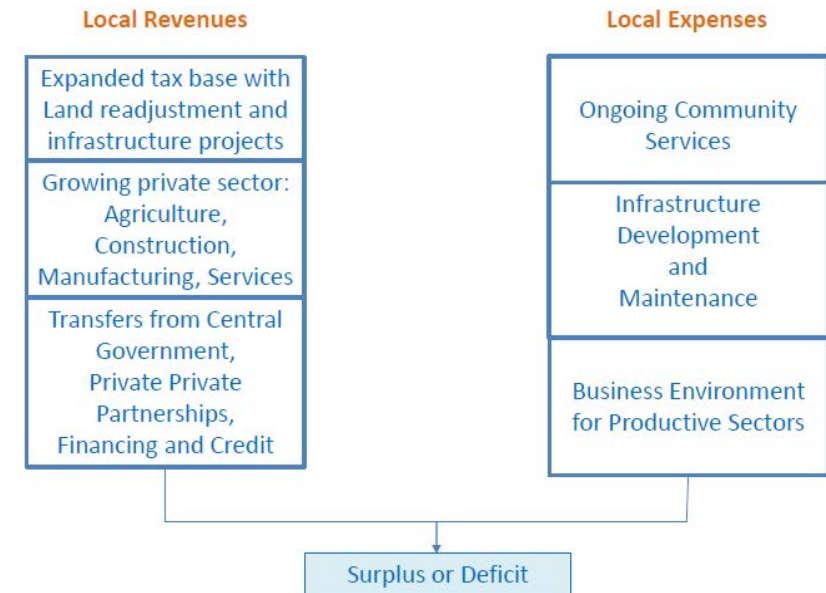 Local Revenues
Expanded tax base with
Land readjustment and
infrastructure projects
Growing private sector:
Agriculture,
Construction,
Manufacturing, Services
Transfers from Central
Government,
Private Private
Partnerships,
Financing and Credit
Local Expenses
Ongoing Community
Services
Infrastructure
Development
and
Maintenance
Business Environment
for Productive Sectors
Surplus or Deficit